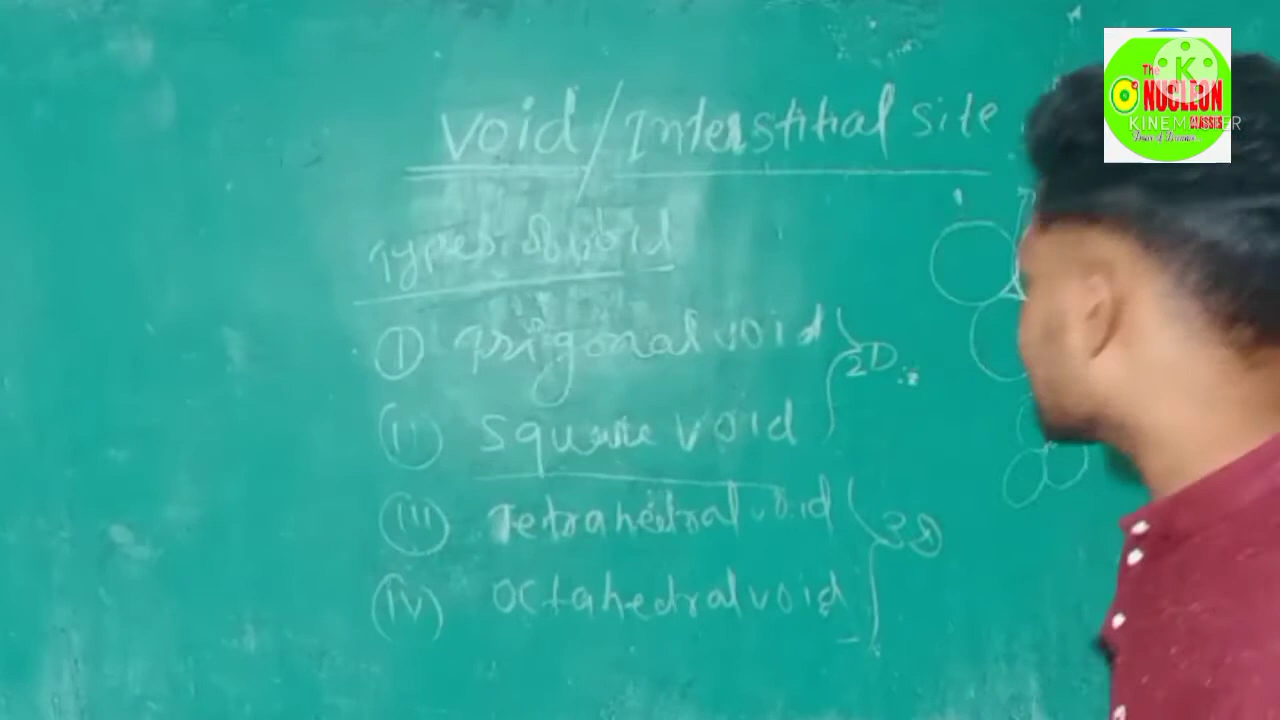 Void/Interstitial site
Types of void
(I) Trigonal void
2D
(II) Square void
(III) Tetrahedral void
3D
(IV) Octahedral void
The
NUCLEON
CLASSES
K
KINEMASTER